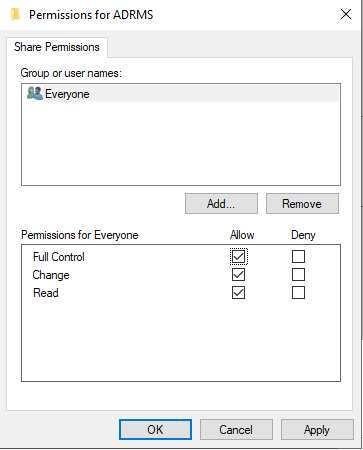 Permissions for ADRMS
Share Permissions
Group or user names:
Everyone
Add...
Remove
Permissions for Everyone Allow Deny
Full Control
Change
Read
OK
Cancel
Apply